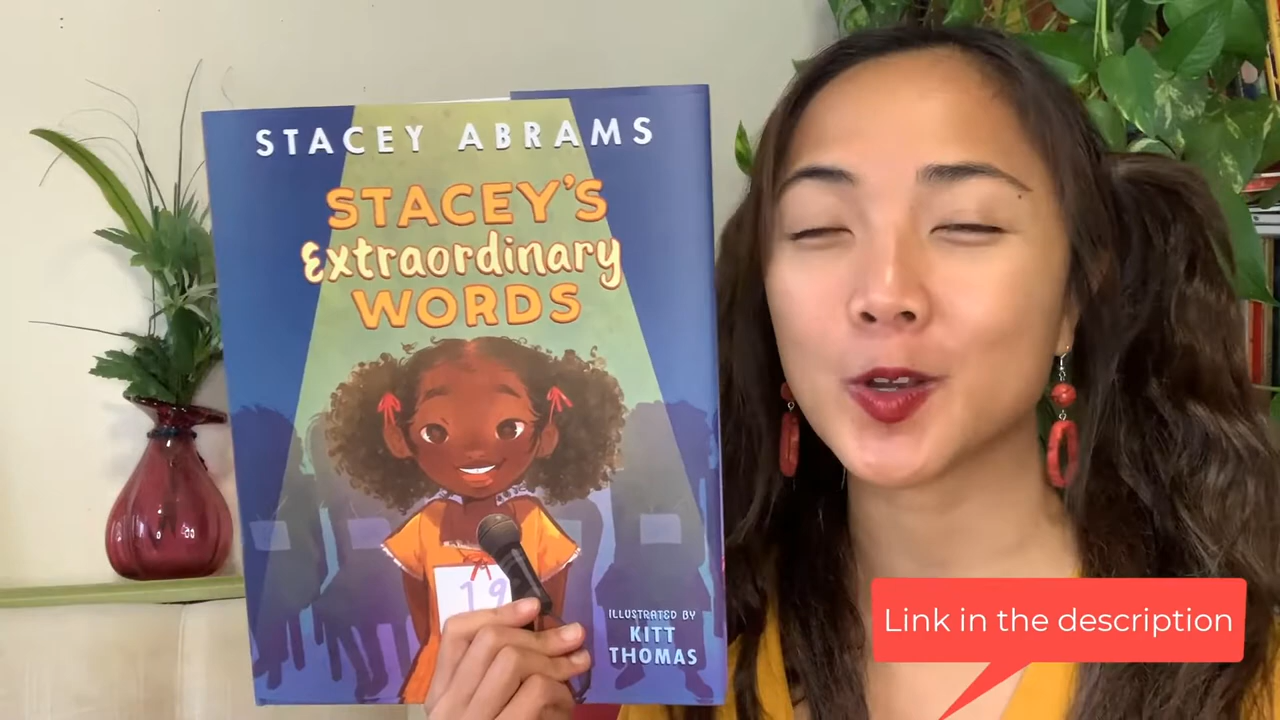 STACEY ABRAMS
STACEY'S
extraordinary
WORDS
19
ILLUSTRATED BY
KITT
THOMAS
Link in the description